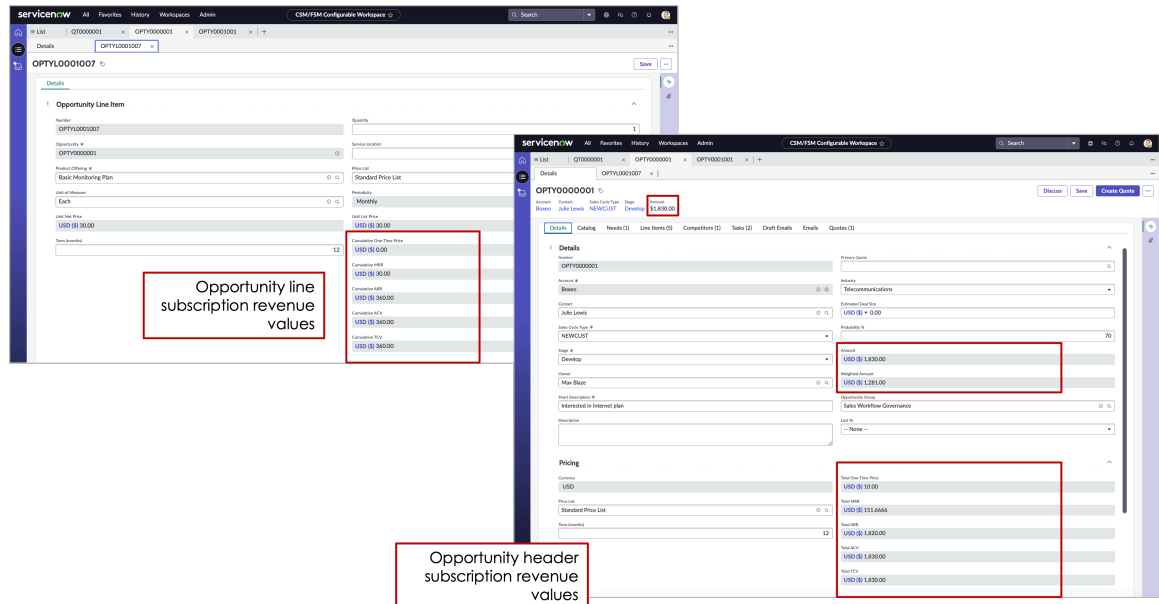 servicenow All Favorites History Workspaces Admin CSM/FSM Configurable Workspace Search
List QT0000001 × OPTY0000001 × OPTY0001001 × +
Details OPTYL0001007 ×
OPTYL0001007 Save
Details
Opportunity Line Item
Number
OPTYL0001007
Quantity
1
Opportunity
OPTY0000001
Service location
Product Offering
Basic Monitoring Plan
Price List
Standard Price List
Unit of Measure
Each
Periodicity
Monthly
Unit Net Price
USD ($) 30.00
Unit List Price
USD ($) 30.00
Term (months)
12
Cumulative One Time Price
USD ($) 0.00
Cumulative MRR
USD ($) 30.00
Cumulative ARR
USD ($) 360.00
Cumulative ACV
USD ($) 360.00
Cumulative TCV
USD ($) 360.00
Opportunity line
subscription revenue
values
servicenow All Favorites History Workspaces Admin CSM/FSM Configurable Workspace Search
List QT0000001 × OPTY0000001 × OPTY0001001 × +
Details OPTYL0001007 ×
OPTY0000001 Discuss Save Create Quote
Account Contact Sales Cycle Type Stage Amount
Boxeo Julie Lewis NEWCUST Develop $1,830.00
Details Catalog Needs (1) Line Items (5) Competitors (1) Tasks (2) Draft Emails Emails Quotes (1)
Details
Number
OPTY0000001
Primary Quote
Account
Boxeo
Industry
Telecommunications
Contact
Julie Lewis
Estimated Deal Size
USD ($) 0.00
Sales Cycle Type
NEWCUST
Probability %
70
Stage
Develop
Amount
USD ($) 1,830.00
Owner
Max Blaze
Weighted Amount
USD ($) 1,281.00
Short Description
Interested in Internet plan
Opportunity Group
Sales Workflow Governance
Description
Lost To
-- None --
Pricing
Currency
USD
Total One Time Price
USD ($) 10.00
Price List
Standard Price List
Total MRR
USD ($) 151.6666
Term (months)
12
Total ARR
USD ($) 1,820.00
Total ACV
USD ($) 1,830.00
Total TCV
USD ($) 1,830.00
Opportunity header
subscription revenue
values